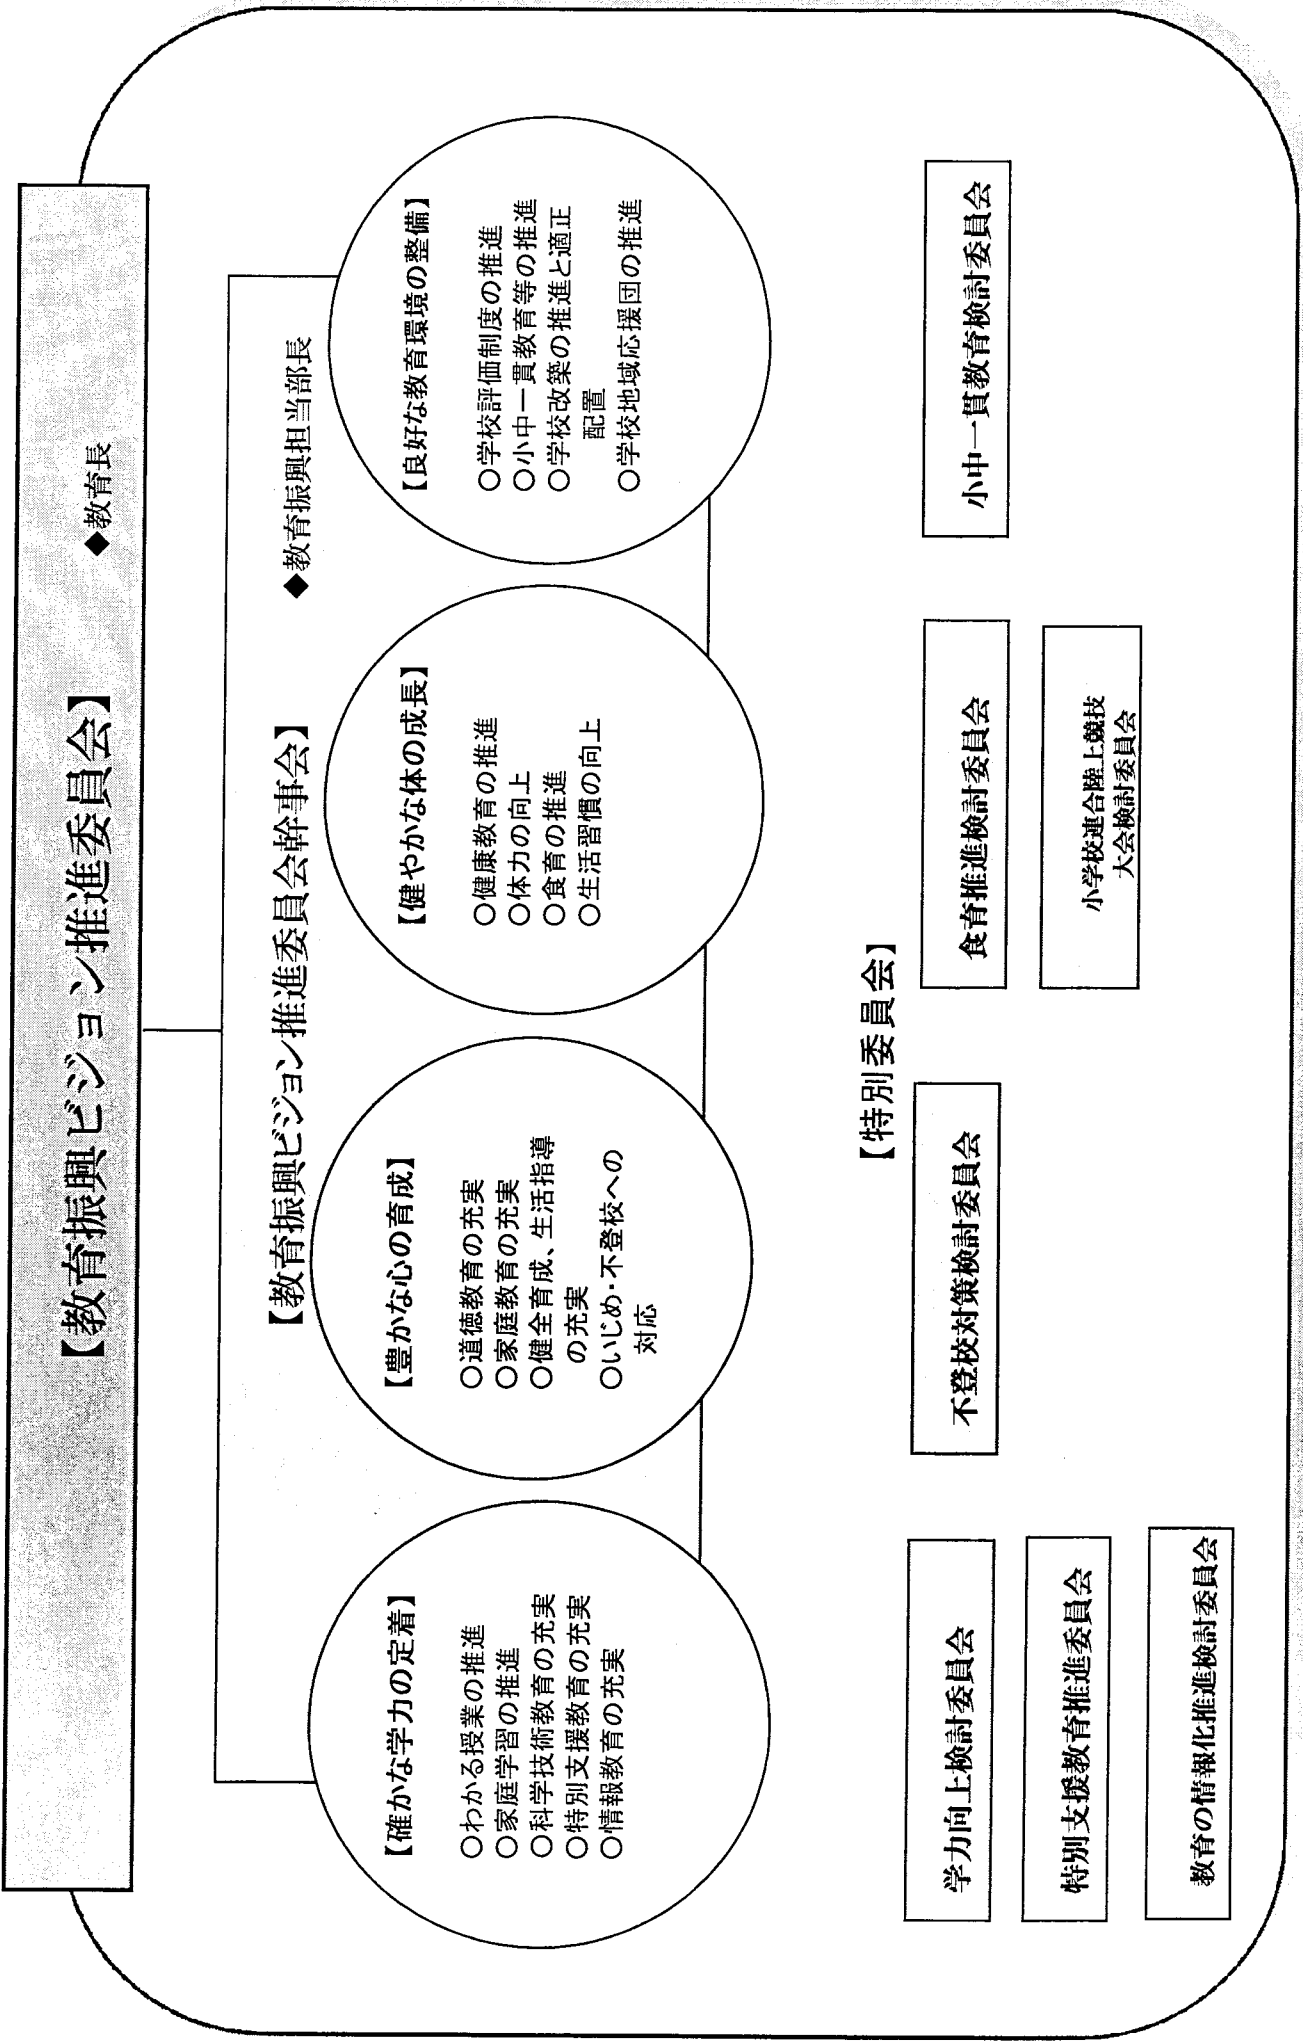 【教育振興ビジョン推進委員会】
◆教育長
【教育振興ビジョン推進委員会幹事会】
◆教育振興担当部長
【確かな学力の定着】
○わかる授業の推進
○家庭学習の推進
○科学技術教育の充実
○特別支援教育の充実
○情報教育の充実
【豊かな心の育成】
○道徳教育の充実
○家庭教育の充実
○健全育成、生活指導
の充実
○いじめ・不登校への
対応
【健やかな体の成長】
○健康教育の推進
○体力の向上
○食育の推進
○生活習慣の向上
【良好な教育環境の整備】
○学校評価制度の推進
○小中一貫教育等の推進
○学校改築の推進と適正
配置
○学校地域応援団の推進
【特別委員会】
学力向上検討委員会
特別支援教育推進委員会
教育の情報化推進検討委員会
不登校対策検討委員会
食育推進検討委員会
小学校連合陸上競技
大会検討委員会
小中一貫教育検討委員会